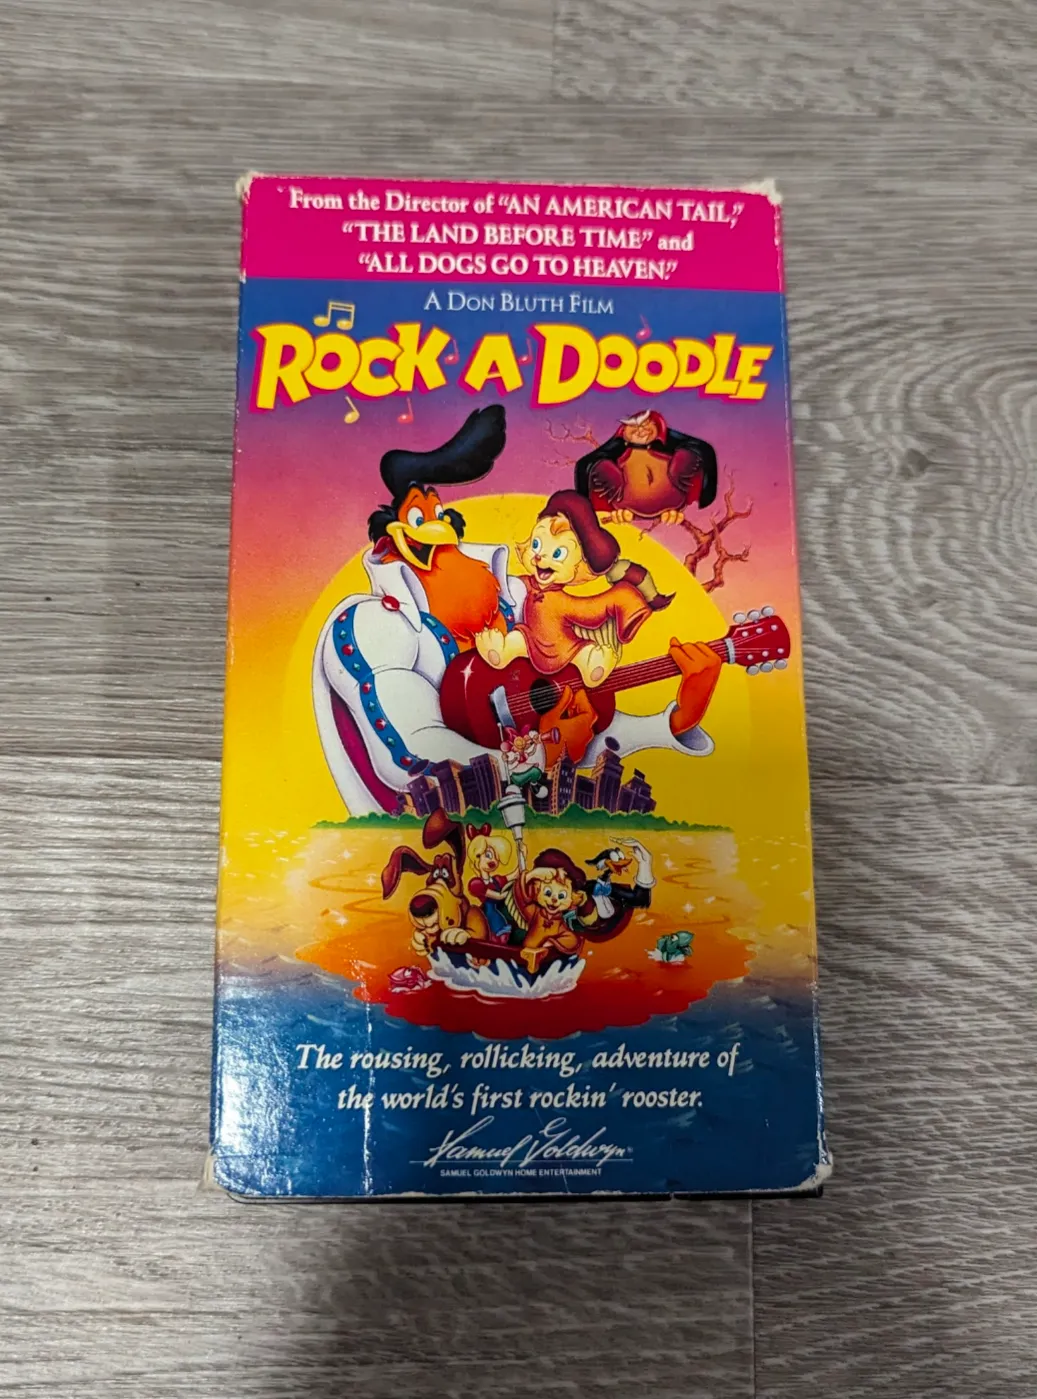 From the Director of "AN AMERICAN TAIL,"
"THE LAND BEFORE TIME" and
"ALL DOGS GO TO HEAVEN."
A DON BLUTH FILM
ROCK A DOODLE
The rousing, rollicking, adventure of
the world's first rockin' rooster.
Samuel Goldwyn®
SAMUEL GOLDWYN HOME ENTERTAINMENT